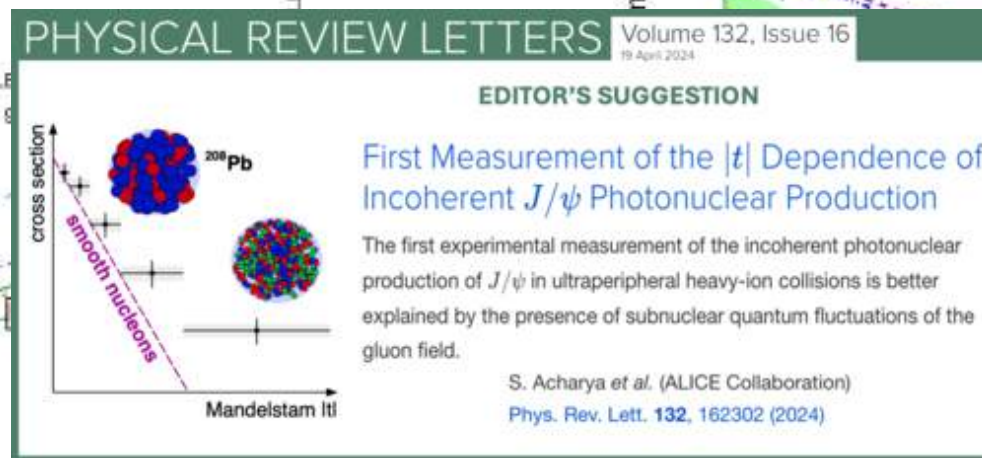 PHYSICAL REVIEW LETTERS
Volume 132, Issue 16
19 April 2024
EDITOR'S SUGGESTION
First Measurement of the |t| Dependence of
Incoherent J/ψ Photonuclear Production
The first experimental measurement of the incoherent photonuclear
production of J/ψ in ultraperipheral heavy-ion collisions is better
explained by the presence of subnuclear quantum fluctuations of the
gluon field.
S. Acharya et al. (ALICE Collaboration)
Phys. Rev. Lett. 132, 162302 (2024)
cross section
²⁰⁸Pb
smooth nucleons
Mandelstam ltl